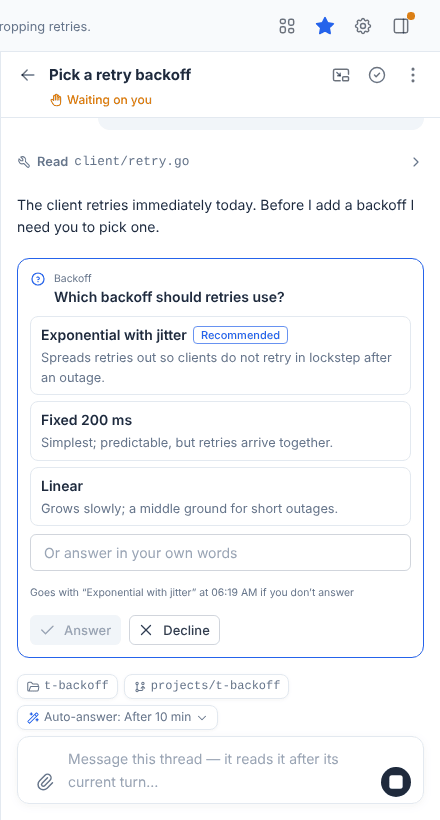 ropping retries.
Pick a retry backoff
Waiting on you
Read client/retry.go
The client retries immediately today. Before I add a backoff I
need you to pick one.
Backoff
Which backoff should retries use?
Exponential with jitter Recommended
Spreads retries out so clients do not retry in lockstep after
an outage.
Fixed 200 ms
Simplest; predictable, but retries arrive together.
Linear
Grows slowly; a middle ground for short outages.
Or answer in your own words
Goes with “Exponential with jitter” at 06:19 AM if you don't answer
Answer Decline
t-backoff projects/t-backoff
Auto-answer: After 10 min
Message this thread — it reads it after its
current turn...